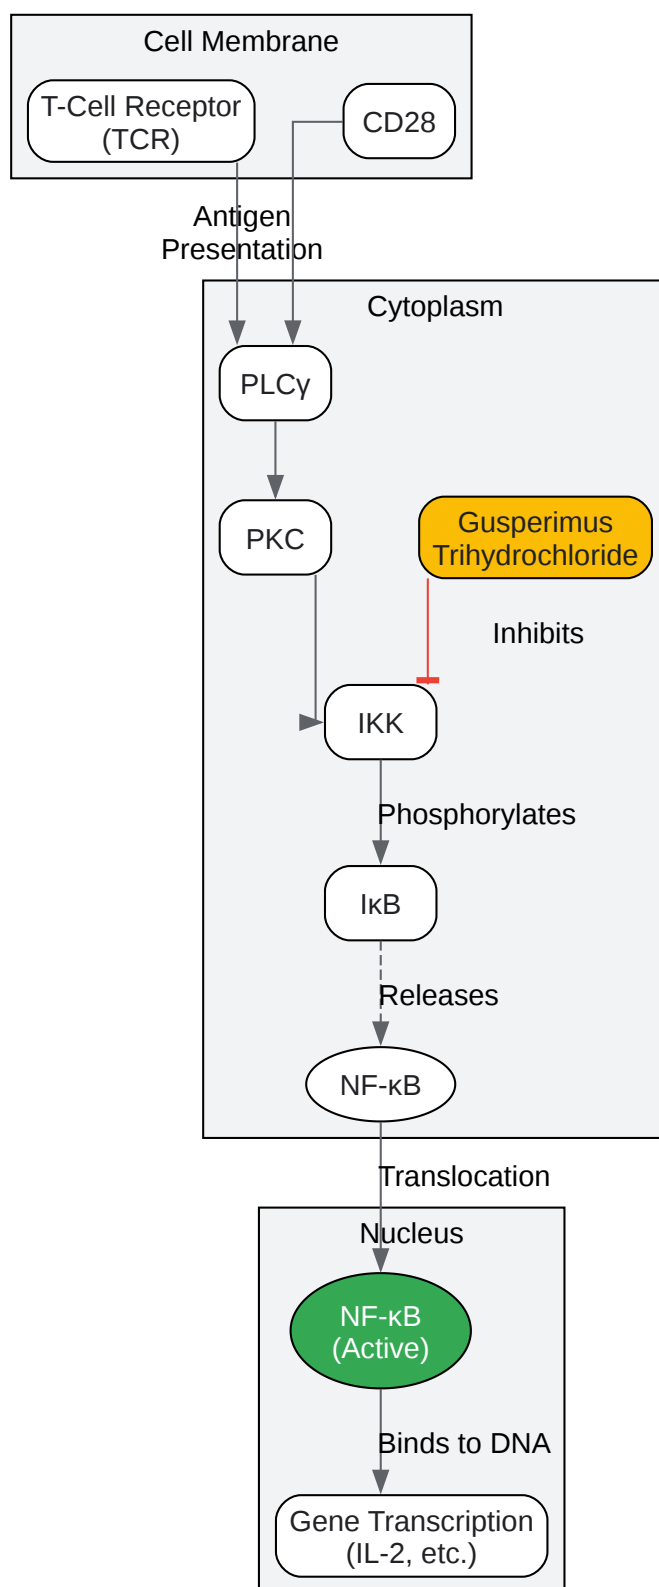 Cell Membrane
T-Cell Receptor
(TCR)
CD28
Antigen
Presentation
Cytoplasm
PLCγ
PKC
Gusperimus
Trihydrochloride
Inhibits
IKK
Phosphorylates
IκB
Releases
NF-κB
Translocation
Nucleus
NF-κB
(Active)
Binds to DNA
Gene Transcription
(IL-2, etc.)